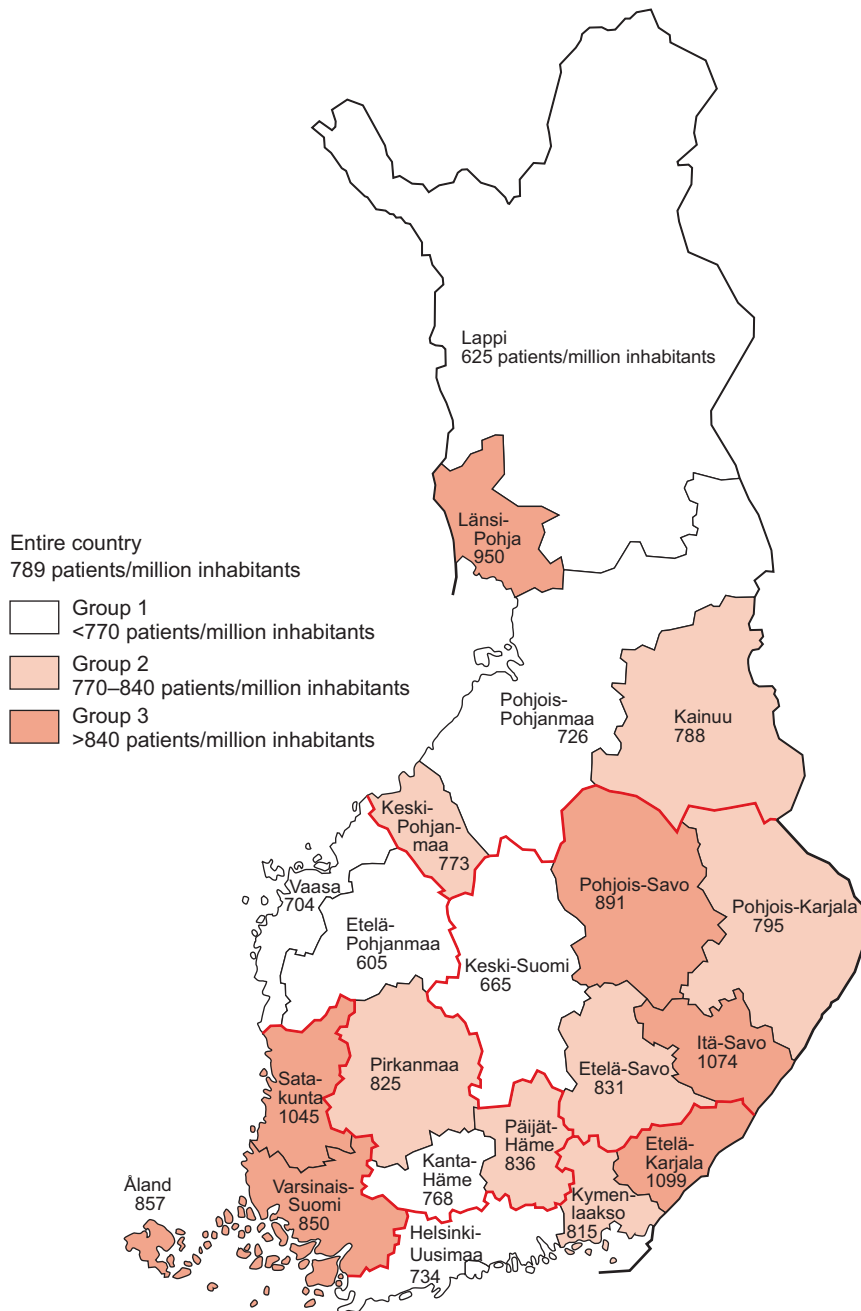 Lappi
625 patients/million inhabitants
Länsi-
Pohja
950
Entire country
789 patients/million inhabitants
Group 1
<770 patients/million inhabitants
Group 2
770–840 patients/million inhabitants
Group 3
>840 patients/million inhabitants
Pohjois-
Pohjanmaa
726
Kainuu
788
Keski-
Pohjan-
maa
773
Vaasa
704
Etelä-
Pohjanmaa
605
Keski-Suomi
665
Pohjois-Savo
891
Pohjois-Karjala
795
Itä-Savo
1074
Etelä-Savo
831
Pirkanmaa
825
Sata-
kunta
1045
Päijät-
Häme
836
Kanta-
Häme
768
Etelä-
Karjala
1099
Kymen-
laakso
815
Åland
857
Varsinais-
Suomi
850
Helsinki-
Uusimaa
734